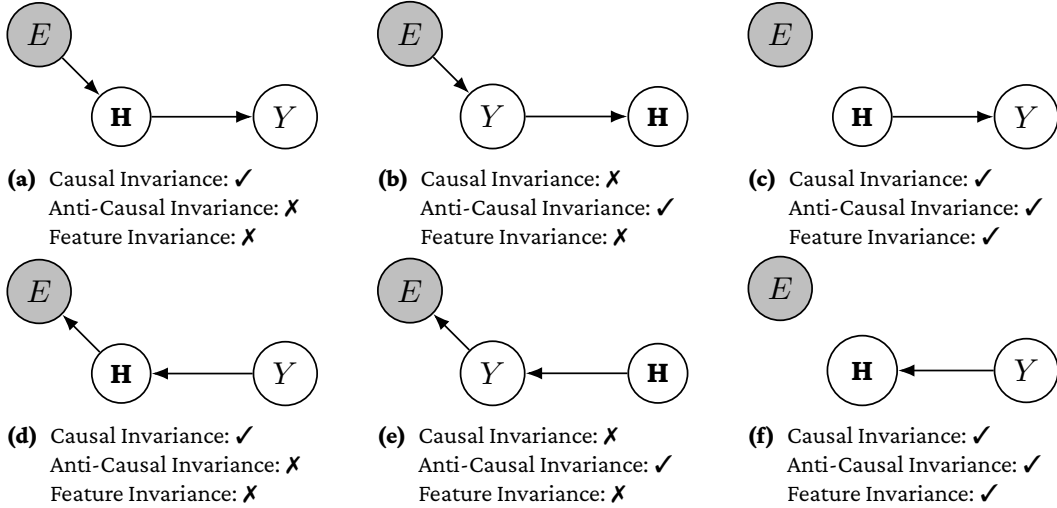 E
H
Y
(a) Causal Invariance: ✓
Anti-Causal Invariance: ✗
Feature Invariance: ✗
E
Y
H
(b) Causal Invariance: ✗
Anti-Causal Invariance: ✓
Feature Invariance: ✗
E
H
Y
(c) Causal Invariance: ✓
Anti-Causal Invariance: ✓
Feature Invariance: ✓
E
H
Y
(d) Causal Invariance: ✓
Anti-Causal Invariance: ✗
Feature Invariance: ✗
E
Y
H
(e) Causal Invariance: ✗
Anti-Causal Invariance: ✓
Feature Invariance: ✗
E
H
Y
(f) Causal Invariance: ✓
Anti-Causal Invariance: ✓
Feature Invariance: ✓